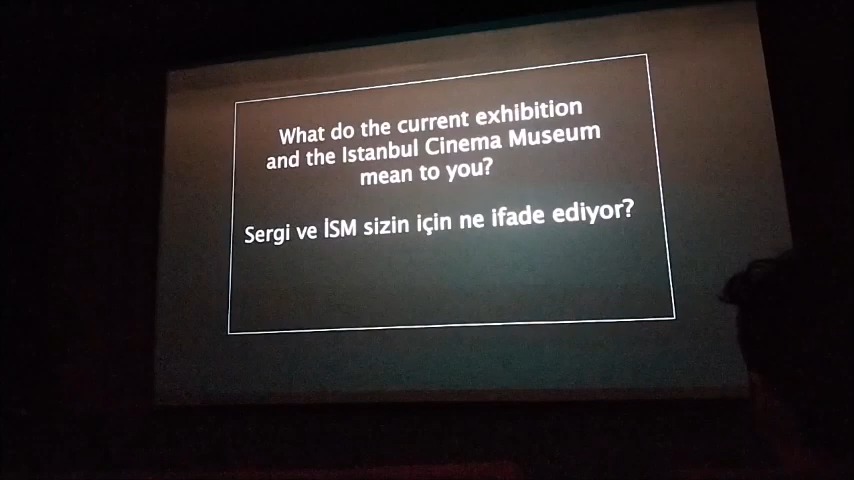 What do the current exhibition
and the Istanbul Cinema Museum
mean to you?
Sergi ve İSM sizin için ne ifade ediyor?